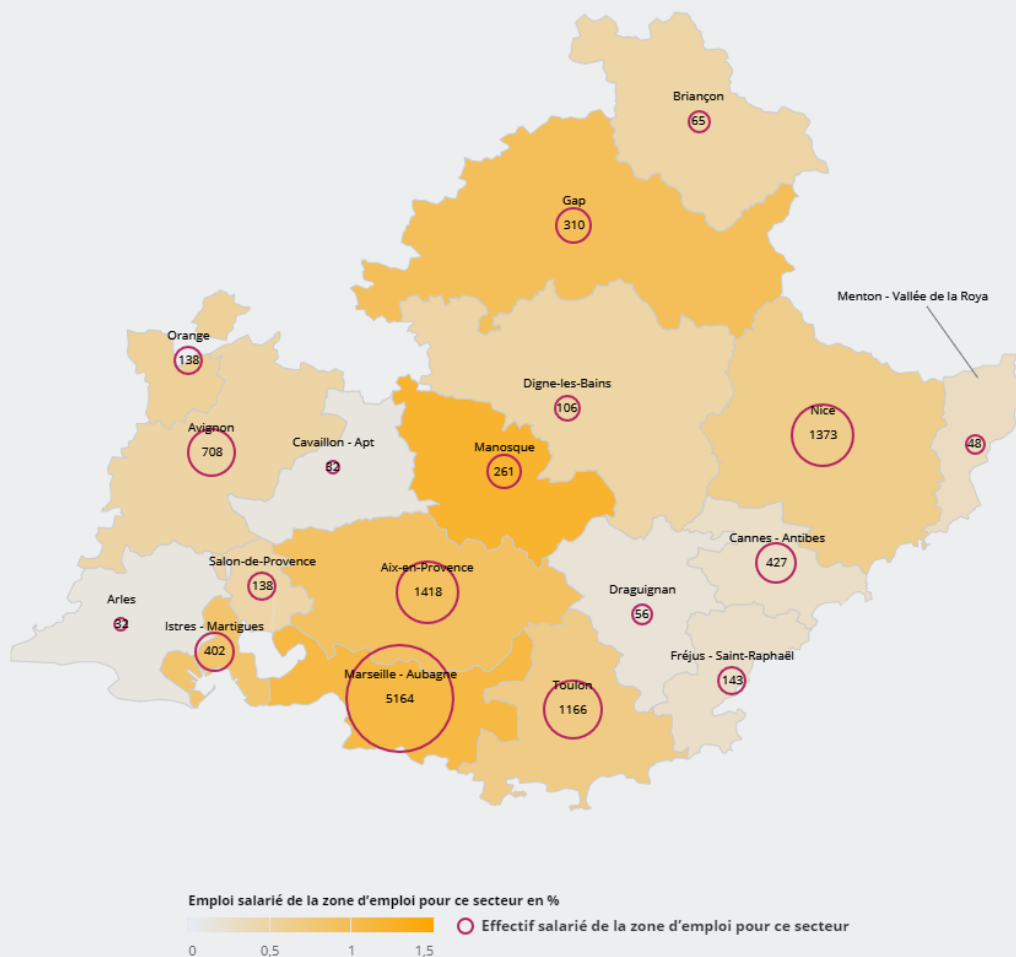 Briançon
65
Gap
310
Menton - Vallée de la Roya
Orange
138
Digne-les-Bains
106
Nice
1373
Avignon
708
Cavaillon - Apt
32
Manosque
261
48
Cannes - Antibes
427
Salon-de-Provence
138
Aix-en-Provence
1418
Draguignan
56
Arles
32
Istres - Martigues
402
Fréjus - Saint-Raphaël
143
Marseille - Aubagne
5164
Toulon
1166
Emploi salarié de la zone d’emploi pour ce secteur en %
Effectif salarié de la zone d’emploi pour ce secteur
0 0,5 1 1,5